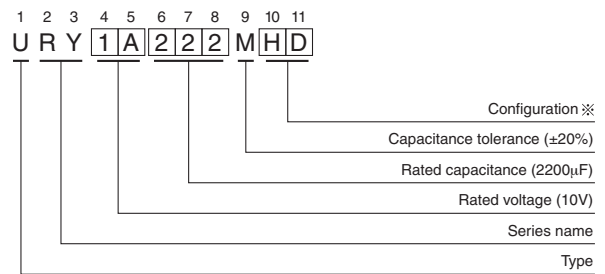 1 2 3 4 5 6 7 8 9 10 11
U R Y 1 A 2 2 2 M H D
Configuration ※
Capacitance tolerance (±20%)
Rated capacitance (2200µF)
Rated voltage (10V)
Series name
Type